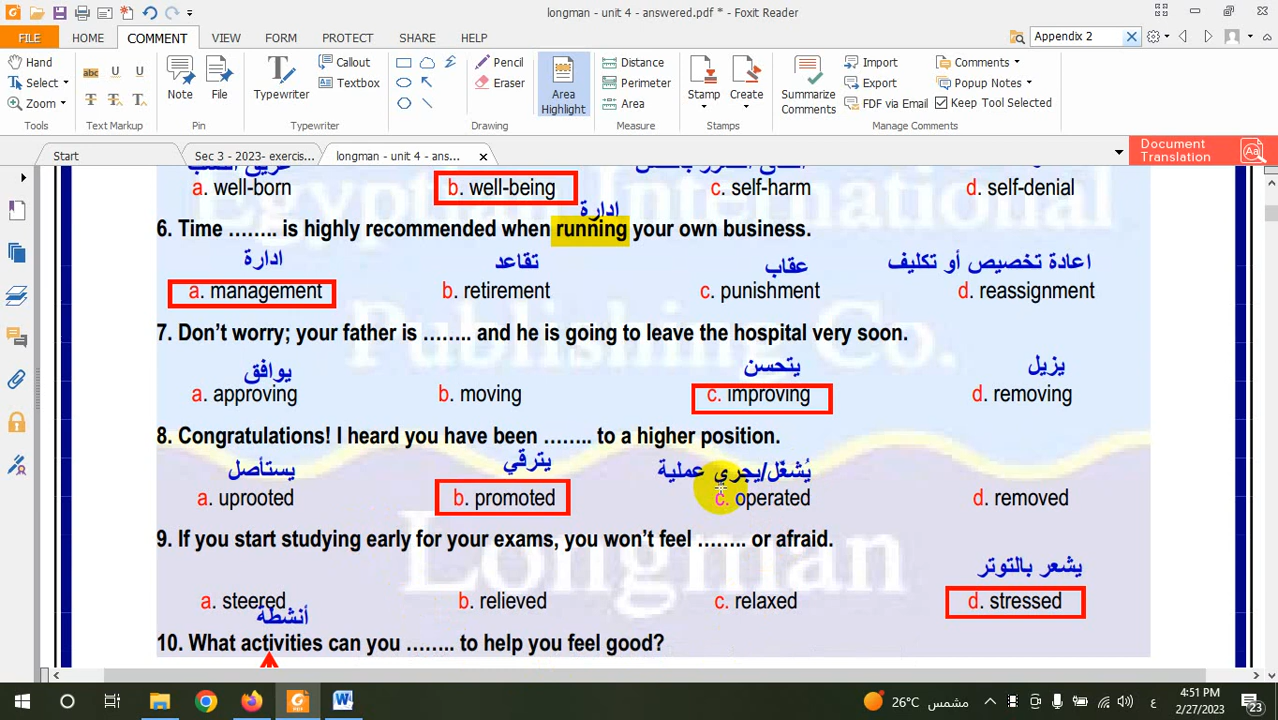 longman - unit 4 - answered.pdf * - Foxit Reader
FILE HOME COMMENT VIEW FORM PROTECT SHARE HELP Appendix 2
Hand Select Zoom Tools
Text Markup
Note File Pin
Typewriter Callout Textbox Typewriter
Pencil Eraser Drawing
Area Highlight
Distance Perimeter Area Measure
Stamp Create Stamps
Summarize Comments Import Export FDF via Email Comments Popup Notes Keep Tool Selected Manage Comments
Start Sec 3 - 2023- exercis... longman - unit 4 - ans... Document Translation
a. well-born b. well-being c. self-harm d. self-denial
ادارة
6. Time …….. is highly recommended when running your own business.
ادارة تقاعد عقاب اعادة تخصيص أو تكليف
a. management b. retirement c. punishment d. reassignment
7. Don’t worry; your father is …….. and he is going to leave the hospital very soon.
يوافق يتحسن يزيل
a. approving b. moving c. improving d. removing
8. Congratulations! I heard you have been …….. to a higher position.
يستأصل يترقي يُشغّل/يجري عملية
a. uprooted b. promoted c. operated d. removed
9. If you start studying early for your exams, you won’t feel …….. or afraid.
يشعر بالتوتر
a. steered b. relieved c. relaxed d. stressed
أنشطة
10. What activities can you …….. to help you feel good?
Egyptian International
Publishing Co.
Longman
26°C مشمس ع 4:51 PM
2/27/2023 23